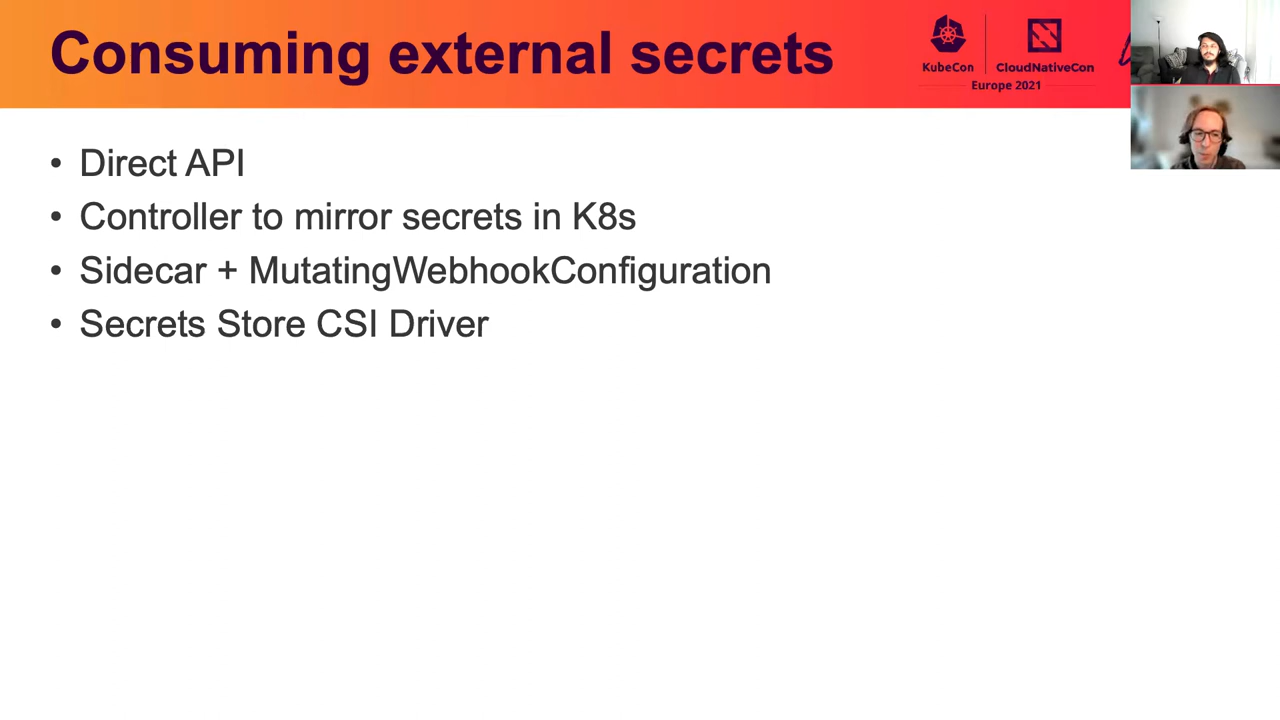 Consuming external secrets
KubeCon
CloudNativeCon
Europe 2021
• Direct API
• Controller to mirror secrets in K8s
• Sidecar + MutatingWebhookConfiguration
• Secrets Store CSI Driver